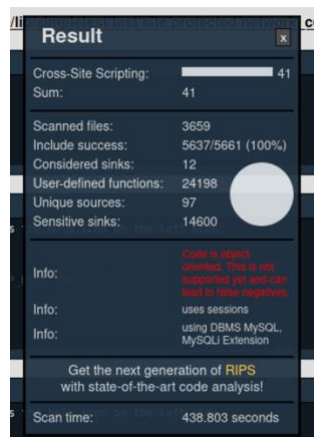 Result
x
Cross-Site Scripting: 41
Sum: 41
Scanned files: 3659
Include success: 5637/5661 (100%)
Considered sinks: 12
User-defined functions: 24198
Unique sources: 97
Sensitive sinks: 14600
Code is object-
oriented. This is not
Info: supported yet and can
lead to false negatives.
Info: uses sessions
Info: using DBMS MySQL,
MySQLi Extension
Get the next generation of RIPS
with state-of-the-art code analysis!
Scan time: 438.803 seconds